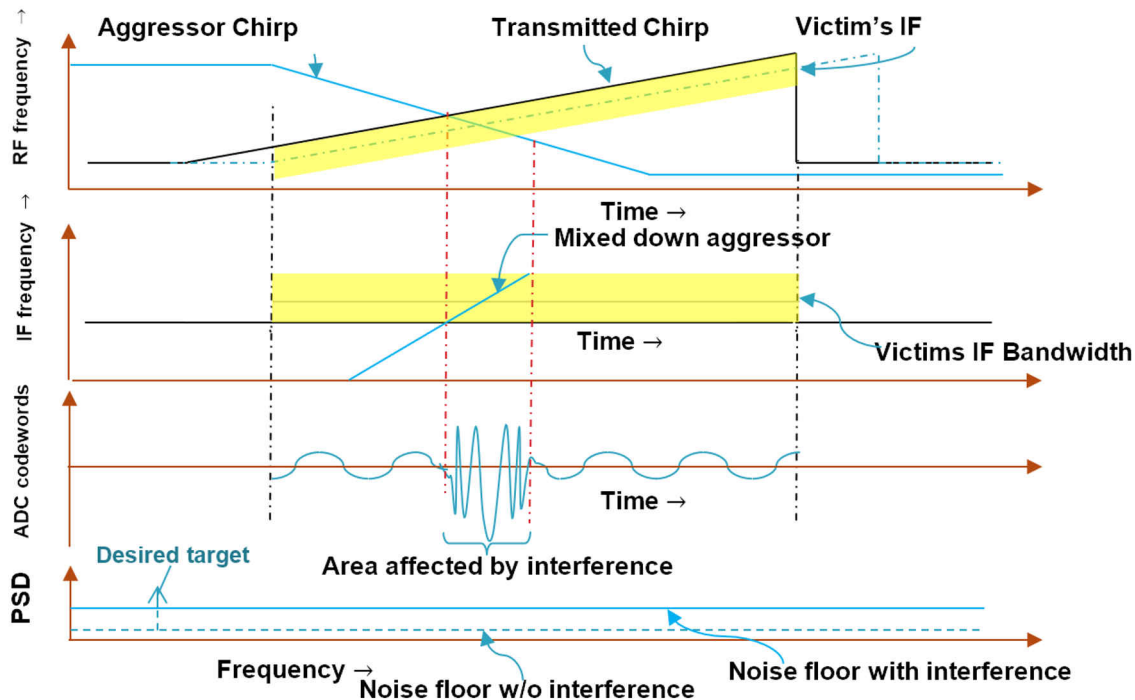 RF frequency →
Aggressor Chirp
Transmitted Chirp
Victim's IF
Time →
IF frequency →
Mixed down aggressor
Time →
Victims IF Bandwidth
ADC codewords
Time →
Area affected by interference
PSD
Desired target
Frequency →
Noise floor w/o interference
Noise floor with interference